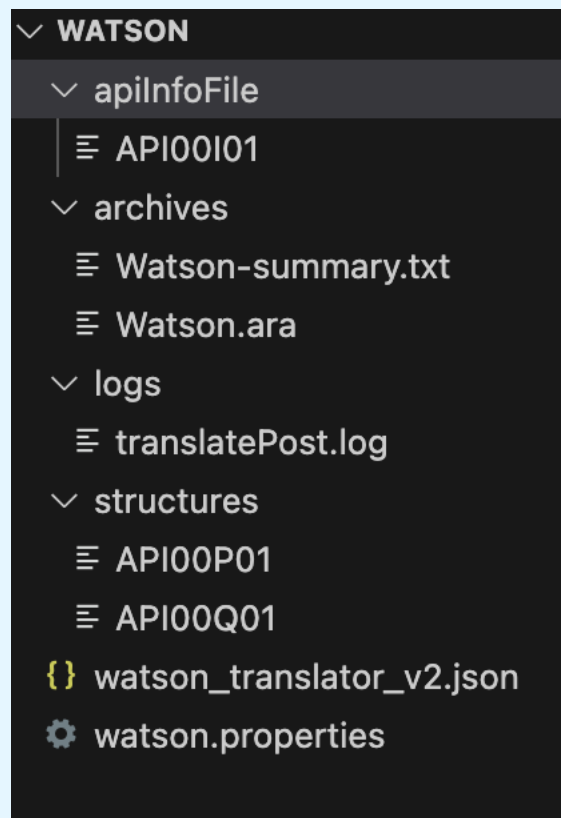 WATSON
apiInfoFile
API00I01
archives
Watson-summary.txt
Watson.ara
logs
translatePost.log
structures
API00P01
API00Q01
{} watson_translator_v2.json
watson.properties